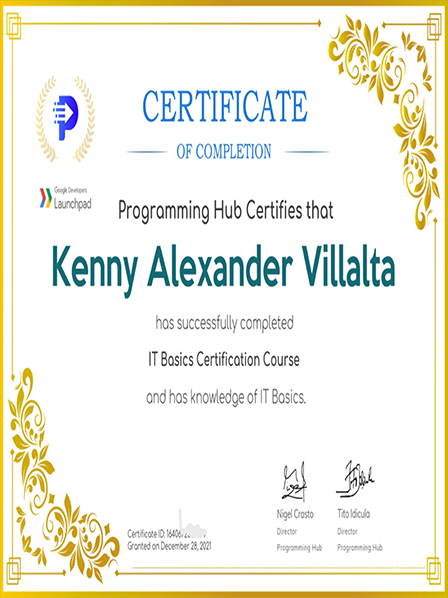 CERTIFICATE
OF COMPLETION
Google Developers
Launchpad
Programming Hub Certifies that
Kenny Alexander Villalta
has successfully completed
IT Basics Certification Course
and has knowledge of IT Basics.
Nigel Crasto
Director
Programming Hub
Tito Idicula
Director
Programming Hub
Certificate ID:
Granted on December 28, 2021